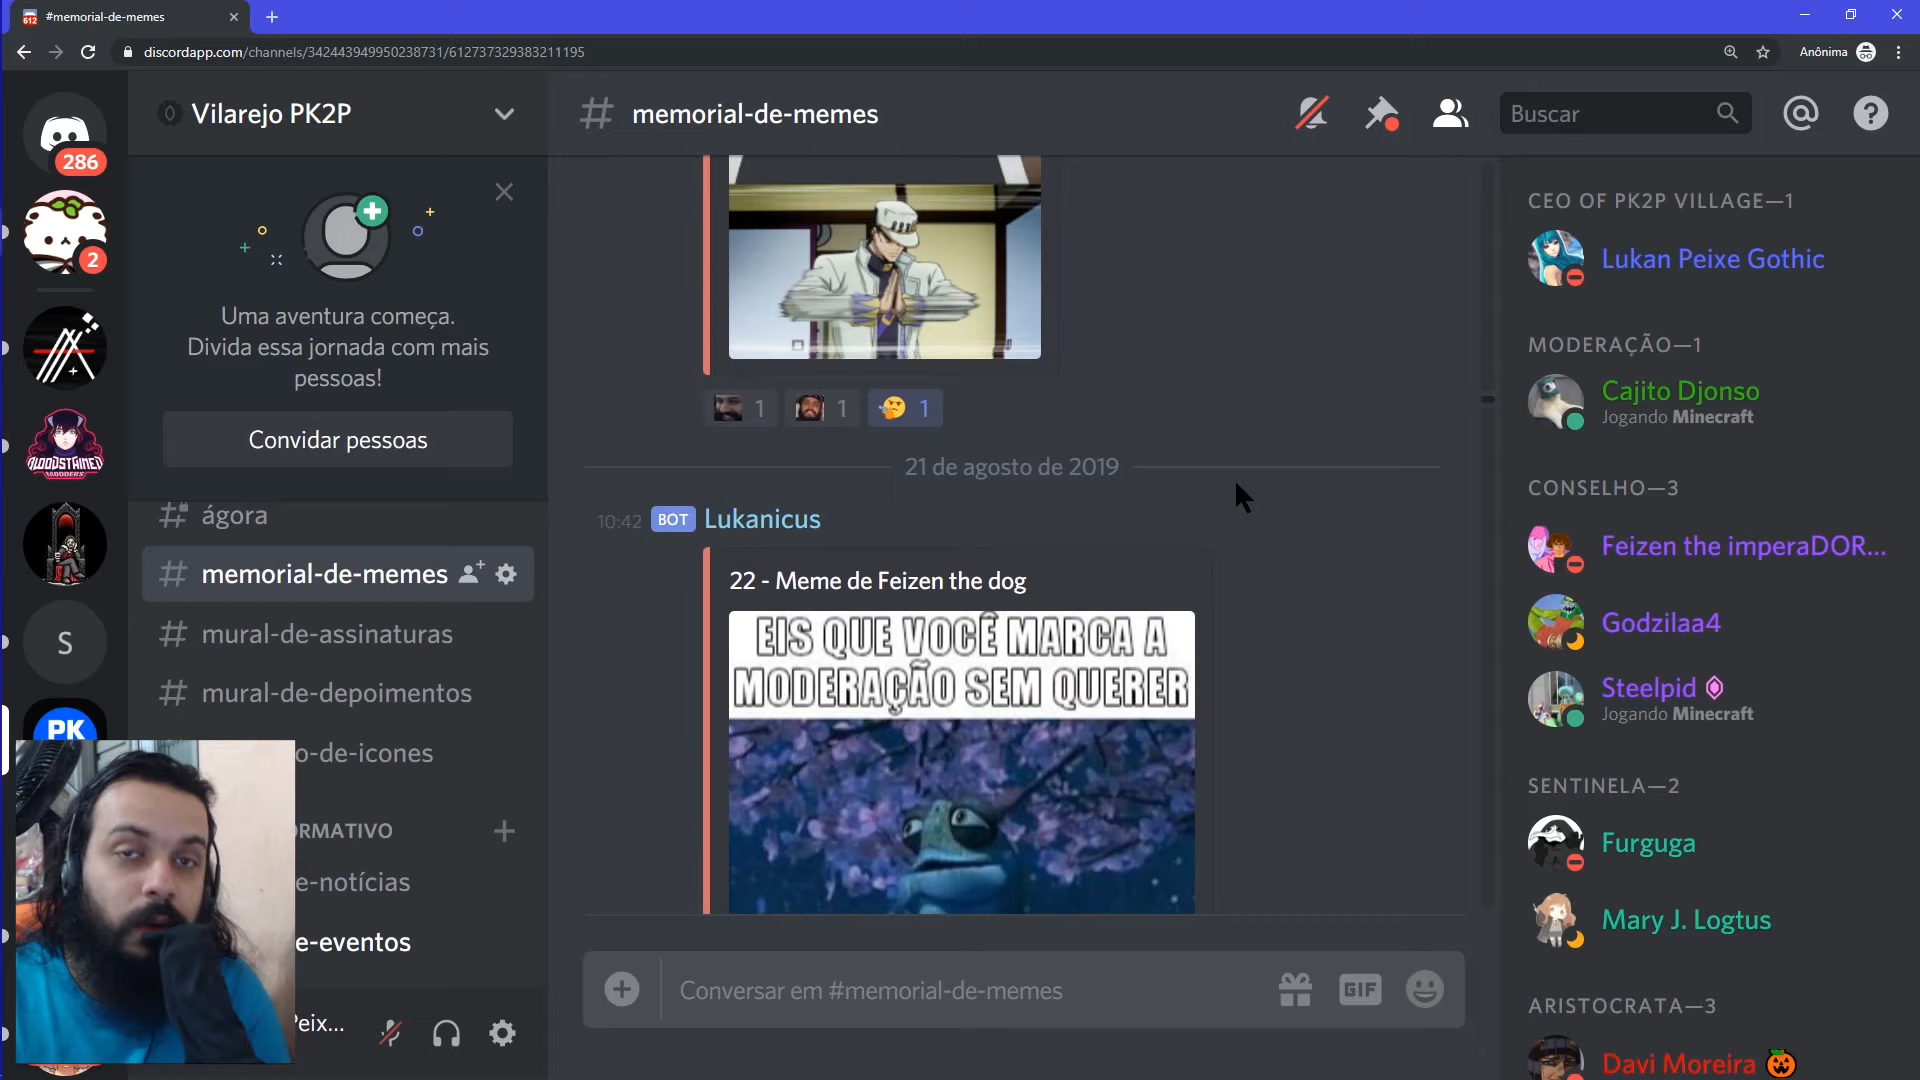 #memorial-de-memes
discordapp.com/channels/342443949950238731/612737329383211195
Anônima
286
2
BLOODSTAINED
S
PK
Vilarejo PK2P
Uma aventura começa.
Divida essa jornada com mais
pessoas!
Convidar pessoas
ágora
memorial-de-memes
mural-de-assinaturas
mural-de-depoimentos
o-de-icones
ORMATIVO
e-notícias
e-eventos
Peix...
memorial-de-memes
Buscar
1
1
1
21 de agosto de 2019
10:42 BOT Lukanicus
22 - Meme de Feizen the dog
EIS QUE VOCÊ MARCA A
MODERAÇÃO SEM QUERER
Conversar em #memorial-de-memes
GIF
CEO OF PK2P VILLAGE—1
Lukan Peixe Gothic
MODERAÇÃO—1
Cajito Djonso
Jogando Minecraft
CONSELHO—3
Feizen the imperaDOR...
Godzilaa4
Steelpid
Jogando Minecraft
SENTINELA—2
Furguga
Mary J. Logtus
ARISTOCRATA—3
Davi Moreira